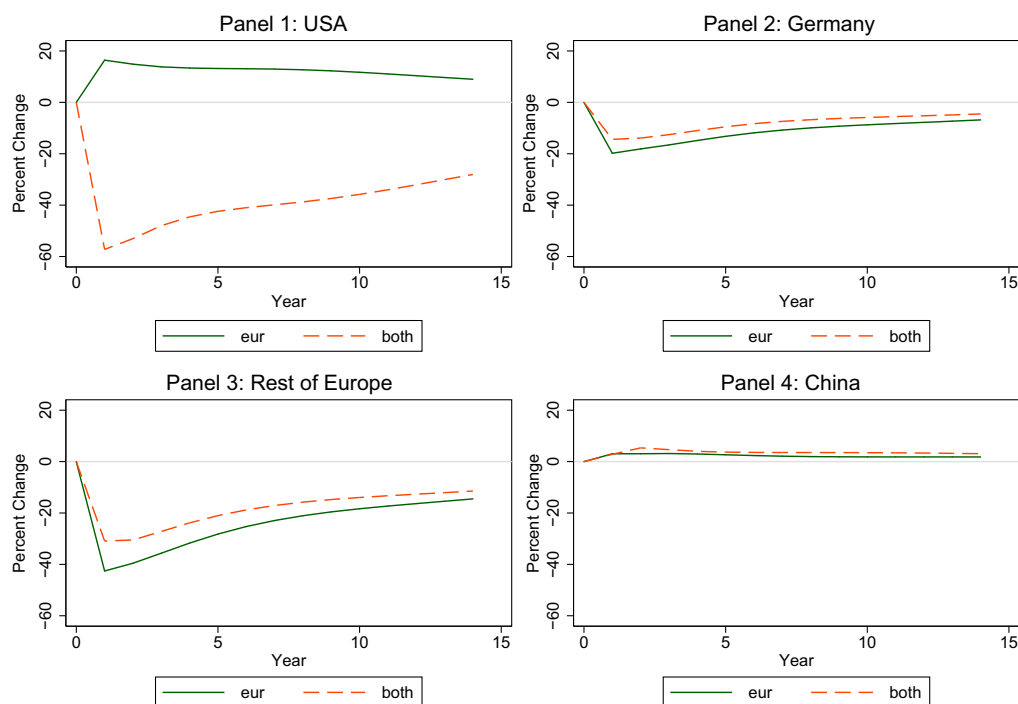 Panel 1: USA
Percent Change
20
0
−20
−40
−60
0 5 10 15
Year
eur both
Panel 2: Germany
Percent Change
20
0
−20
−40
−60
0 5 10 15
Year
eur both
Panel 3: Rest of Europe
Percent Change
20
0
−20
−40
−60
0 5 10 15
Year
eur both
Panel 4: China
Percent Change
20
0
−20
−40
−60
0 5 10 15
Year
eur both